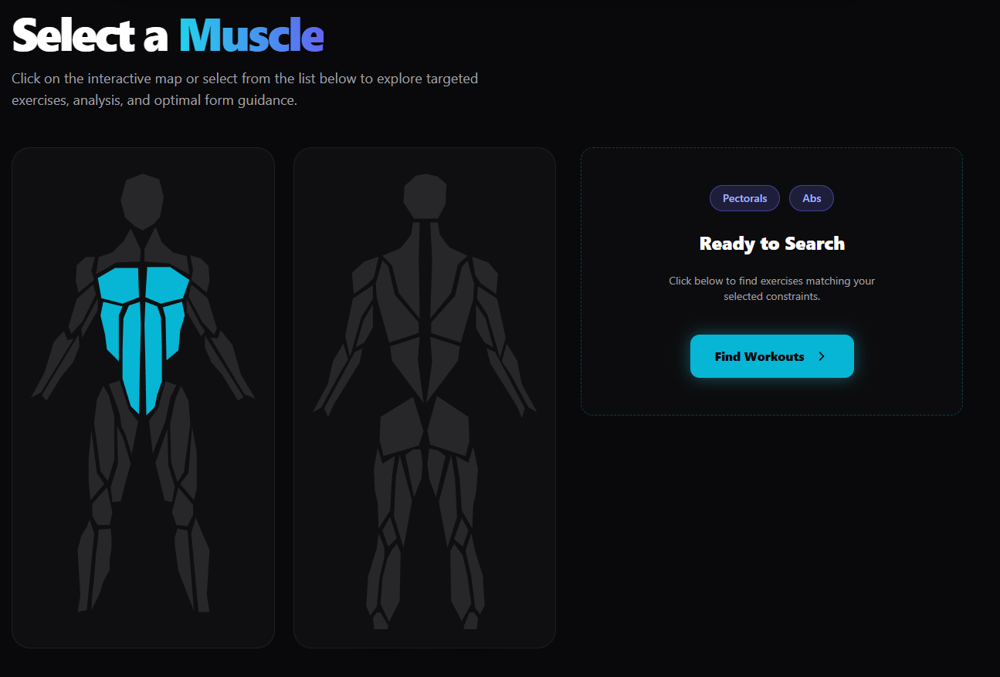 Select a Muscle
Click on the interactive map or select from the list below to explore targeted
exercises, analysis, and optimal form guidance.
Pectorals
Abs
Ready to Search
Click below to find exercises matching your
selected constraints.
Find Workouts